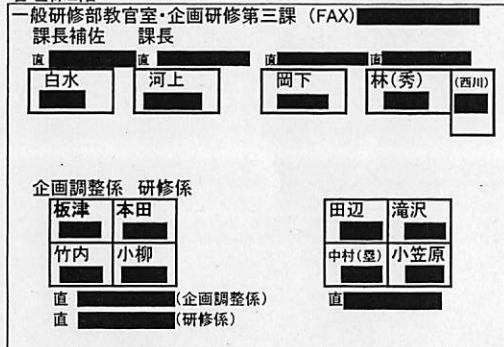 一般研修部教官室・企画研修第三課 (FAX)
課長補佐 課長
直 直 直 直
白水 河上 岡下 林(秀) (西川)
企画調整係 研修係
板津 本田 田辺 滝沢
竹内 小柳 中村(塁) 小笠原
直 (企画調整係) 直
直 (研修係)